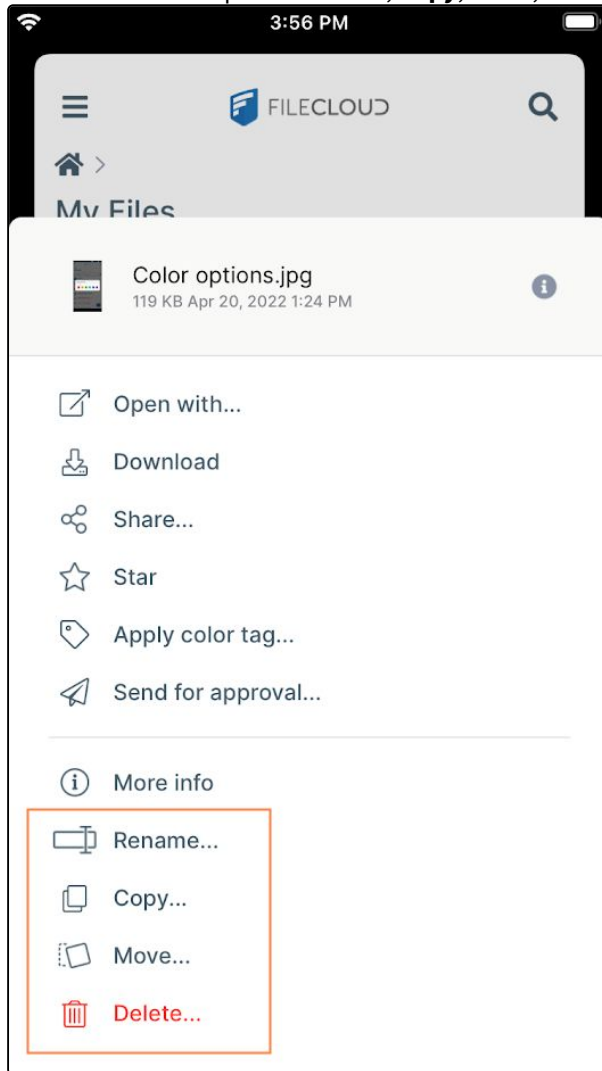 3:56 PM
FILECLOUD
>
My Files
Color options.jpg
119 KB Apr 20, 2022 1:24 PM
Open with...
Download
Share...
Star
Apply color tag...
Send for approval...
More info
Rename...
Copy...
Move...
Delete...